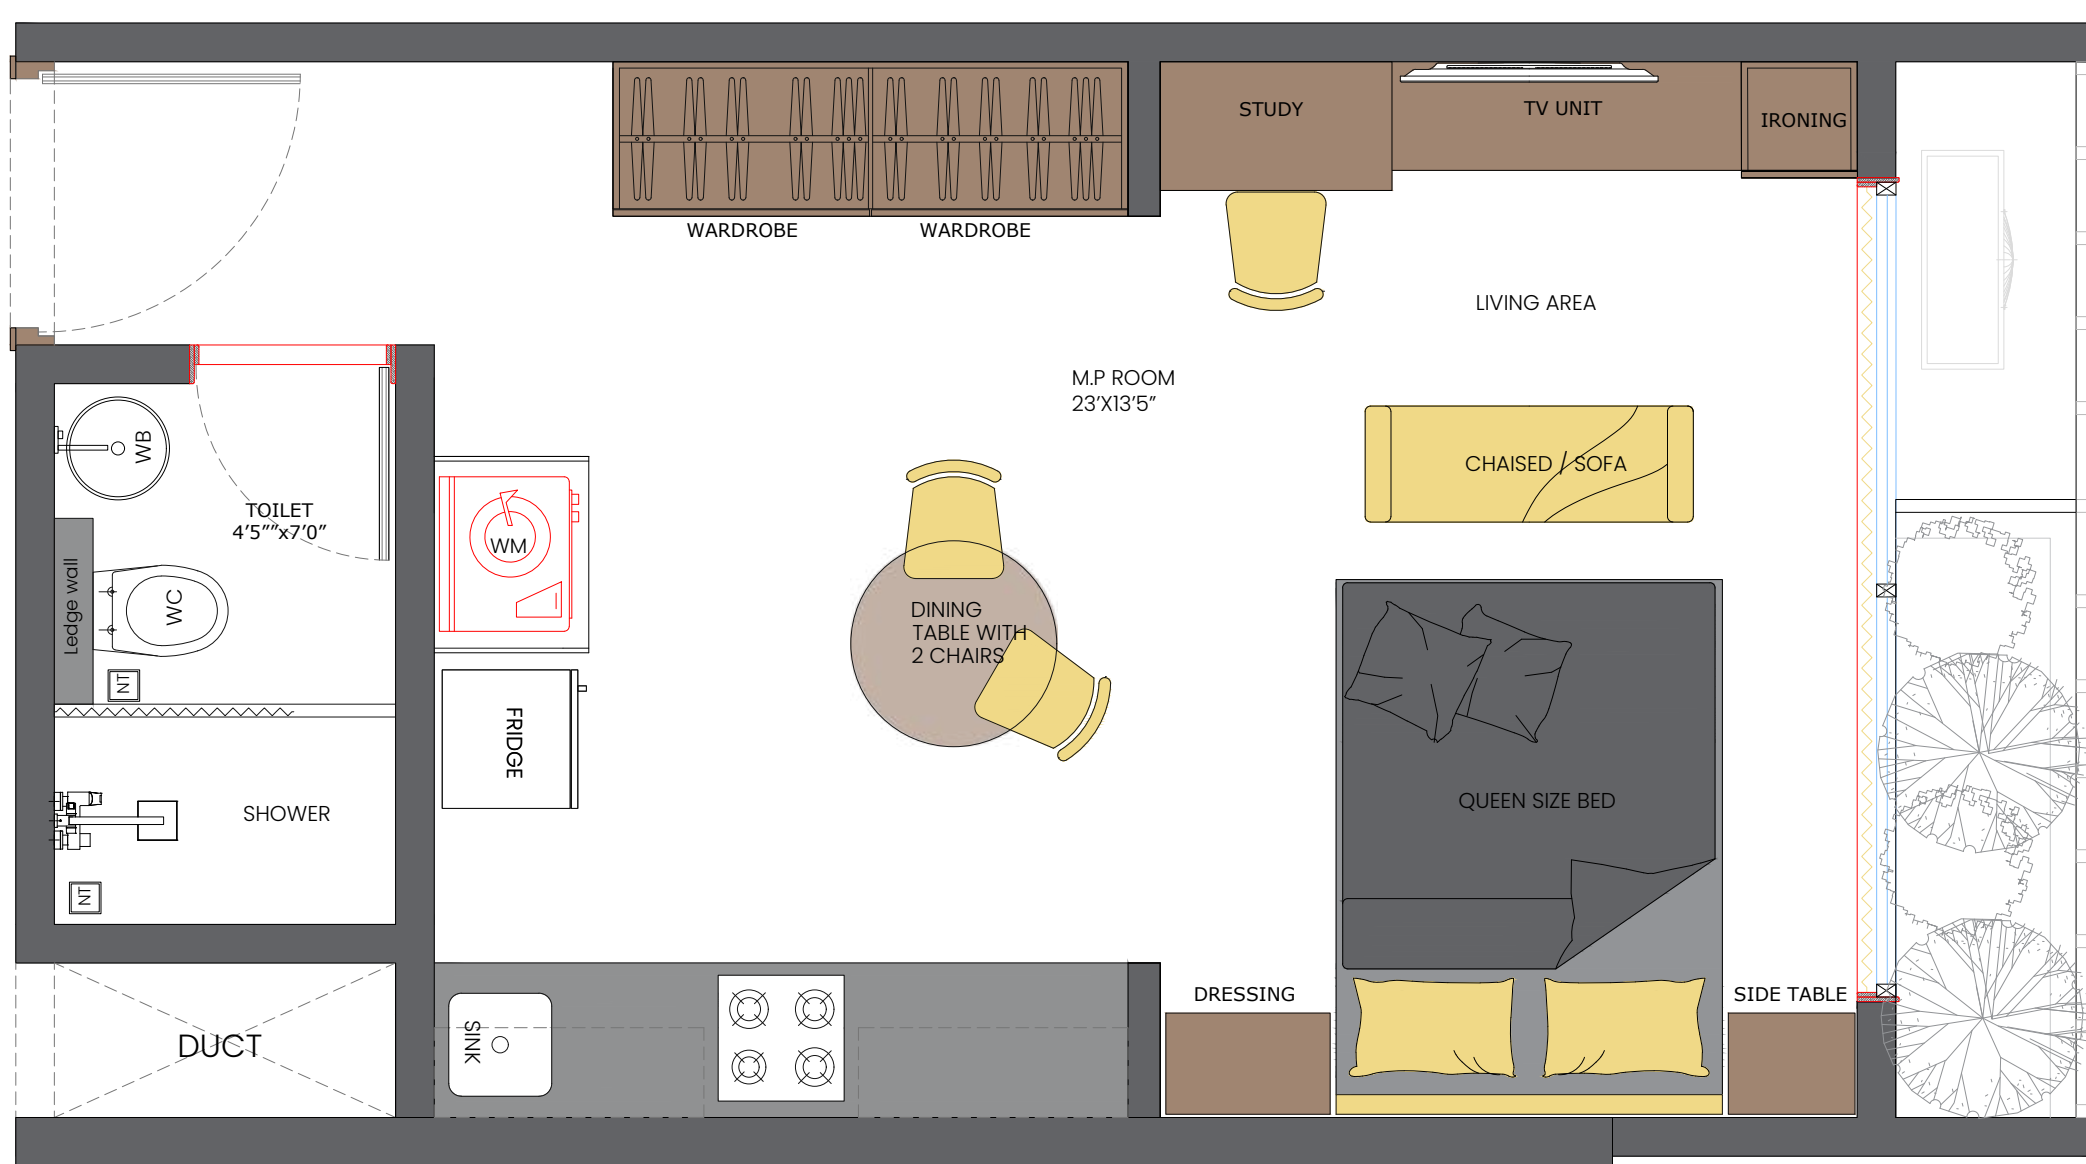 STUDY
TV UNIT
IRONING
WARDROBE
WARDROBE
LIVING AREA
M.P ROOM
23’X13’5”
WB
TOILET
4’5””x7’0”
CHAISED / SOFA
WM
Ledge wall
WC
DINING
TABLE WITH
2 CHAIRS
NT
FRIDGE
SHOWER
QUEEN SIZE BED
NT
DRESSING
SIDE TABLE
SINK
DUCT